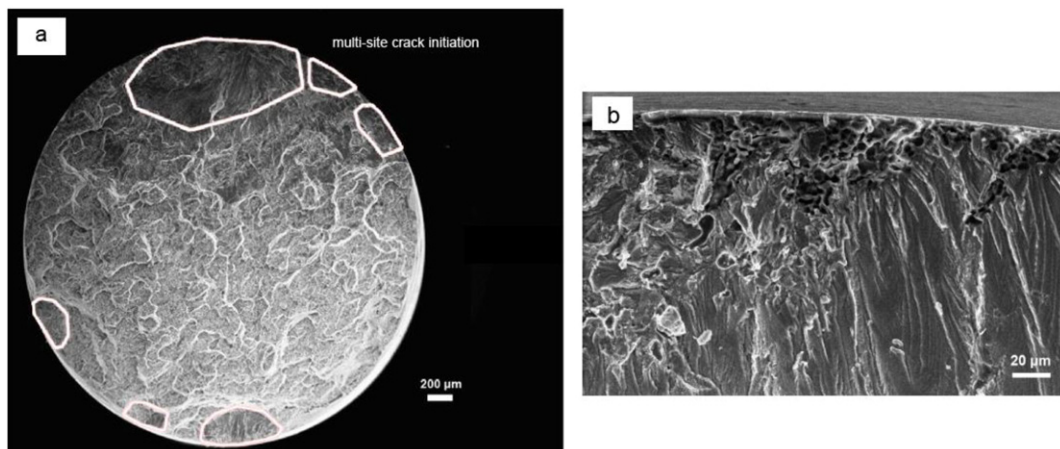 a
multi-site crack initiation
200 µm
b
20 µm